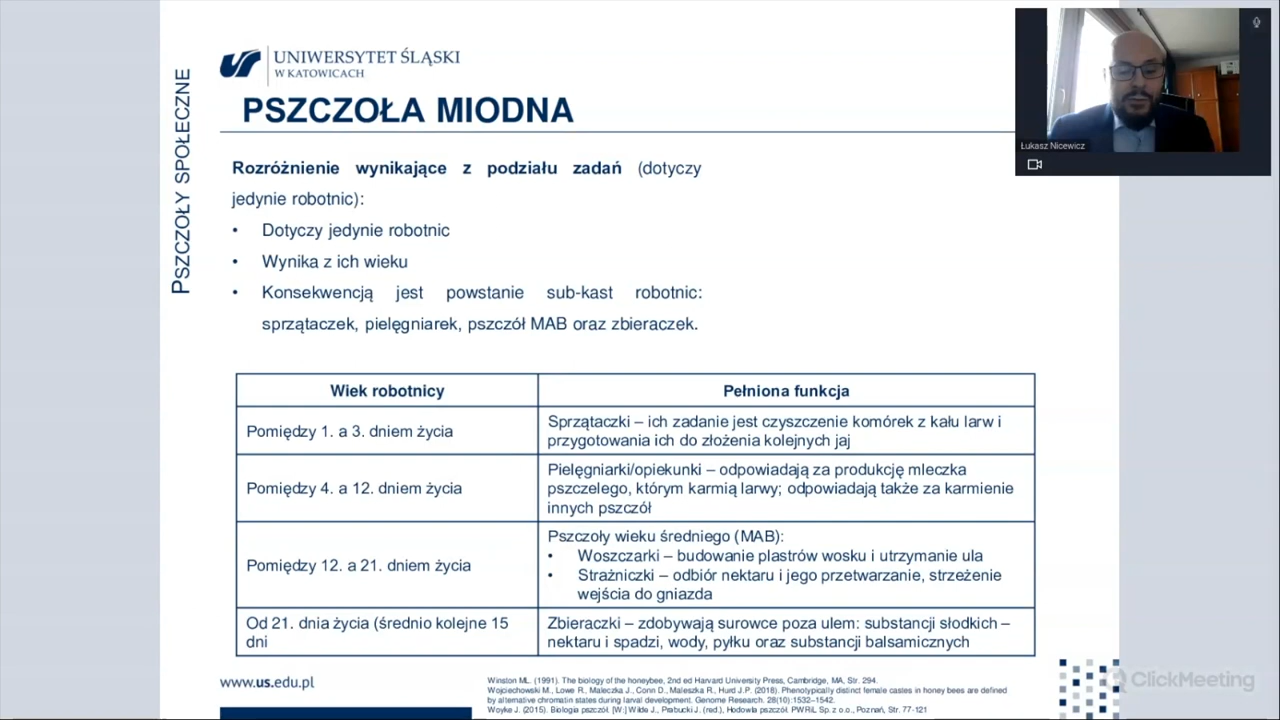 UNIWERSYTET ŚLĄSKI
W KATOWICACH
PSZCZOŁY SPOŁECZNE
PSZCZOŁA MIODNA
Łukasz Nicewicz
Rozróżnienie wynikające z podziału zadań (dotyczy
jedynie robotnic):
• Dotyczy jedynie robotnic
• Wynika z ich wieku
• Konsekwencją jest powstanie sub-kast robotnic:
sprzątaczek, pielęgniarek, pszczół MAB oraz zbieraczek.
Wiek robotnicy
Pełniona funkcja
Pomiędzy 1. a 3. dniem życia
Sprzątaczki – ich zadanie jest czyszczenie komórek z kału larw i
przygotowania ich do złożenia kolejnych jaj
Pomiędzy 4. a 12. dniem życia
Pielęgniarki/opiekunki – odpowiadają za produkcję mleczka
pszczelego, którym karmią larwy; odpowiadają także za karmienie
innych pszczół
Pomiędzy 12. a 21. dniem życia
Pszczoły wieku średniego (MAB):
• Woszczarki – budowanie plastrów wosku i utrzymanie ula
• Strażniczki – odbiór nektaru i jego przetwarzanie, strzeżenie
wejścia do gniazda
Od 21. dnia życia (średnio kolejne 15
dni
Zbieraczki – zdobywają surowce poza ulem: substancji słodkich –
nektaru i spadzi, wody, pyłku oraz substancji balsamicznych
www.us.edu.pl
Winston ML. (1991). The biology of the honeybee, 2nd ed Harvard University Press, Cambridge, MA, Str. 294.
Wojciechowski M., Lowe R., Maleczka J., Conn D., Maleszka R., Hurd J.P. (2018). Phenotypically distinct female castes in honey bees are defined
by alternative chromatin states during larval development. Genome Research. 28(10):1532–1542.
Woyke J. (2015). Biologia pszczół. [W:] Wilde J., Prabucki J. (red.), Hodowla pszczół. PWRiL Sp. z o.o., Poznań, Str. 77-121
ClickMeeting